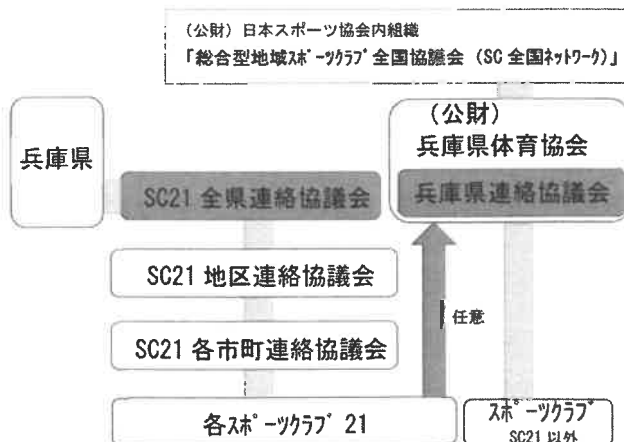 (公財)日本スポーツ協会内組織
「総合型地域スポーツクラブ全国協議会(SC全国ネットワーク)」
兵庫県
(公財)
兵庫県体育協会
SC21 全県連絡協議会
兵庫県連絡協議会
SC21 地区連絡協議会
任意
SC21 各市町連絡協議会
各スポーツクラブ 21
スポーツクラブ
SC21 以外